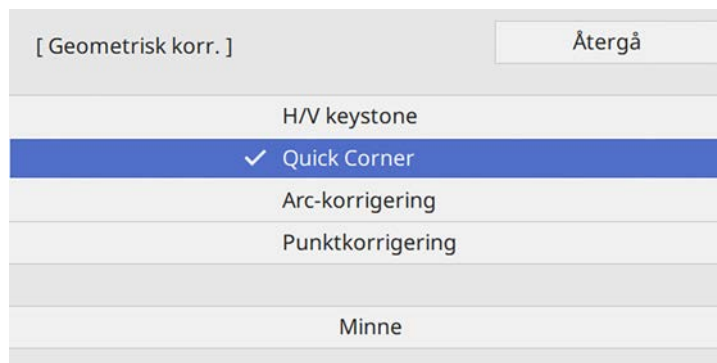 [ Geometrisk korr. ]
Återgå
H/V keystone
Quick Corner
Arc-korrigering
Punktkorrigering
Minne